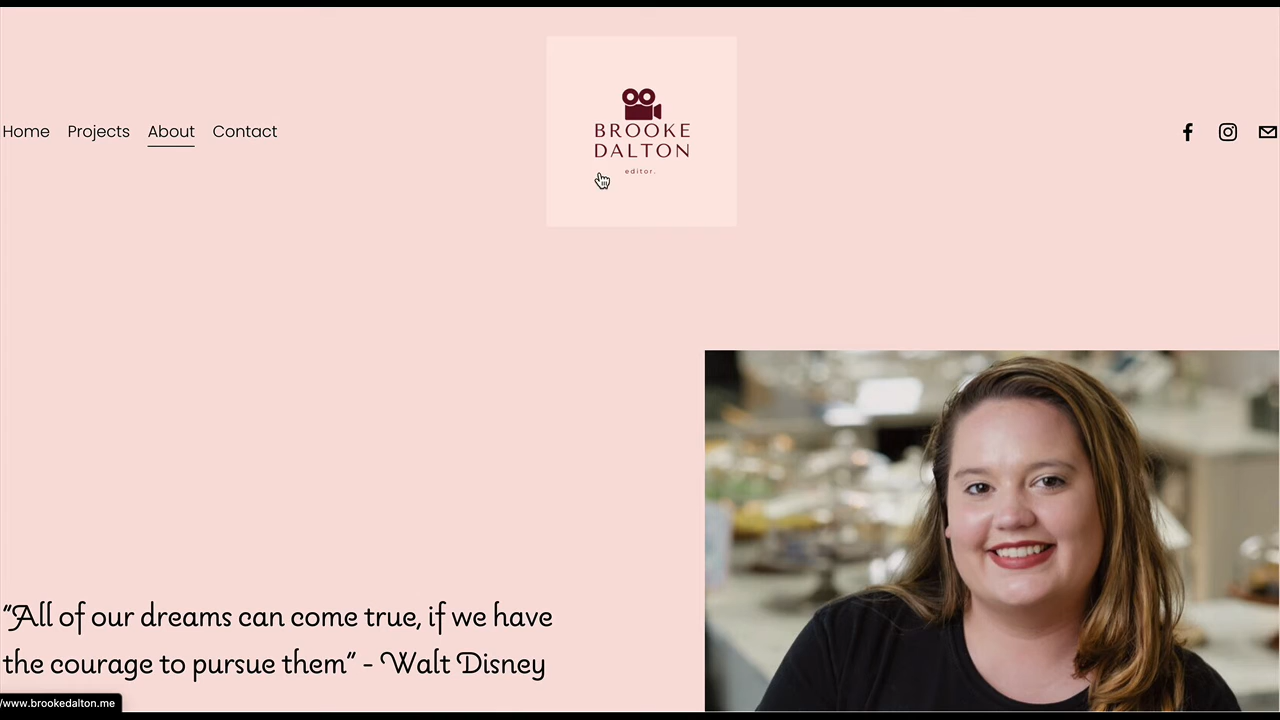 Home Projects About Contact
BROOKE
DALTON
editor.
“All of our dreams can come true, if we have
the courage to pursue them” - Walt Disney
/www.brookedalton.me